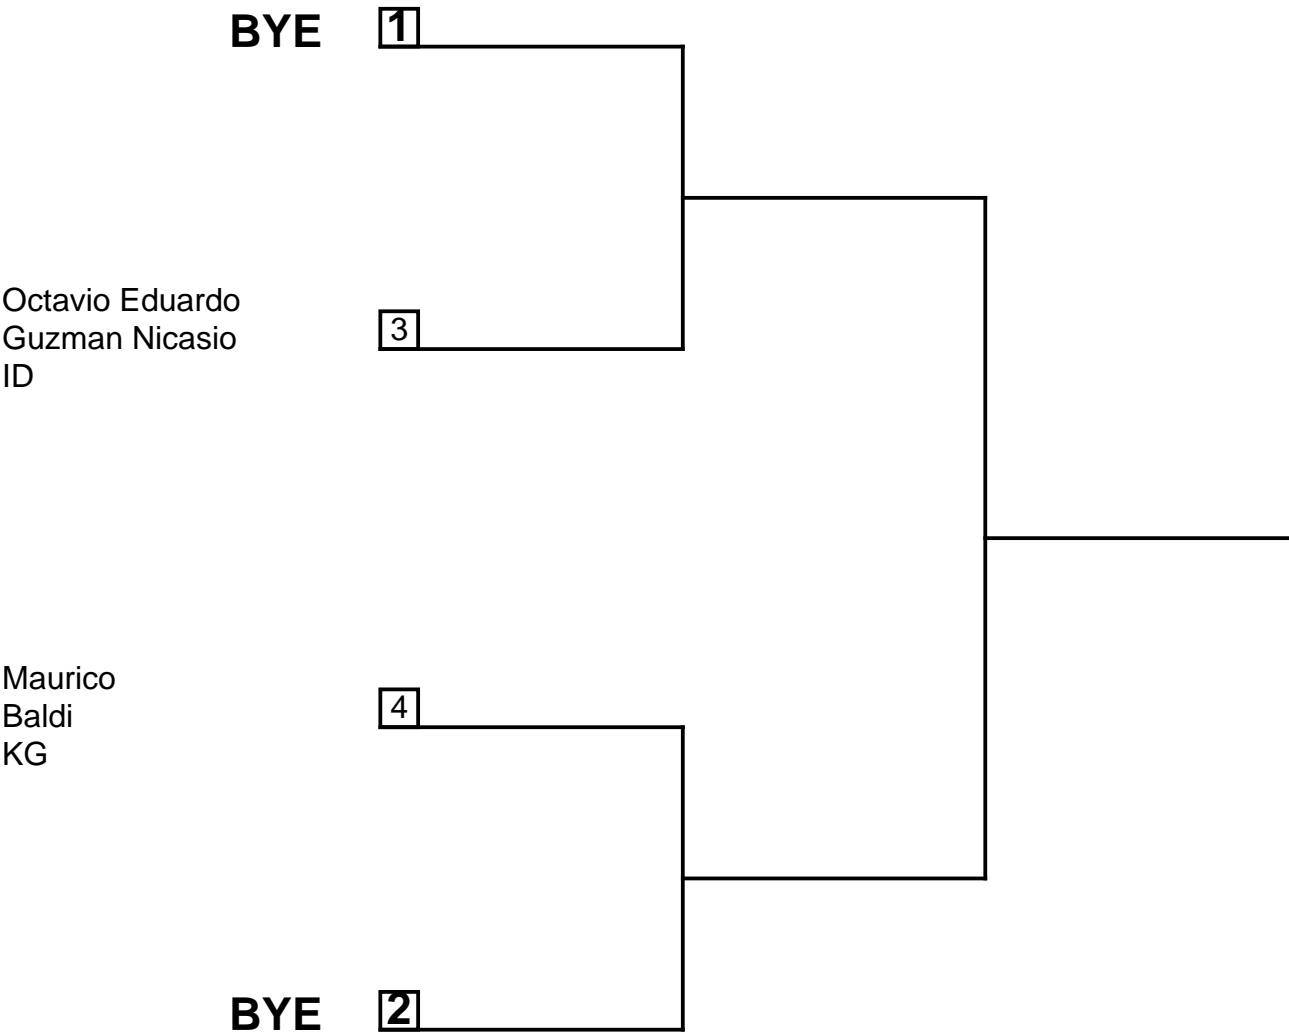 BYE 1
Octavio Eduardo
Guzman Nicasio
ID
3
Maurico
Baldi
KG
4
BYE 2